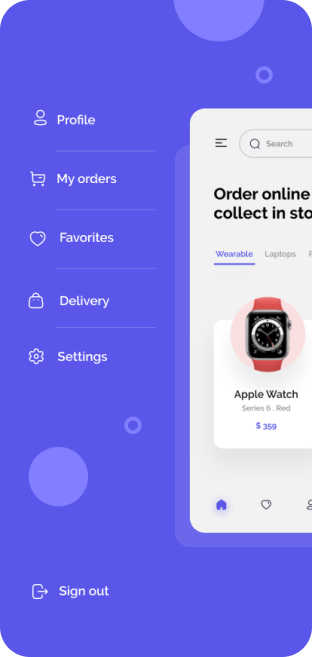 Profile
My orders
Favorites
Delivery
Settings
Sign out
Search
Order online
collect in sto
Wearable Laptops
Apple Watch
Series 6 . Red
$ 359